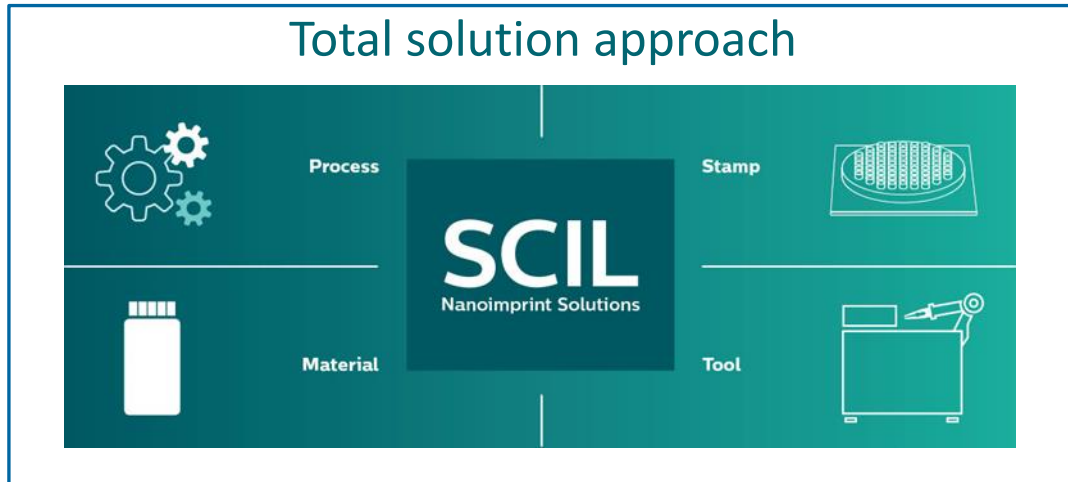 Total solution approach
Process
Stamp
SCIL
Nanoimprint Solutions
Material
Tool